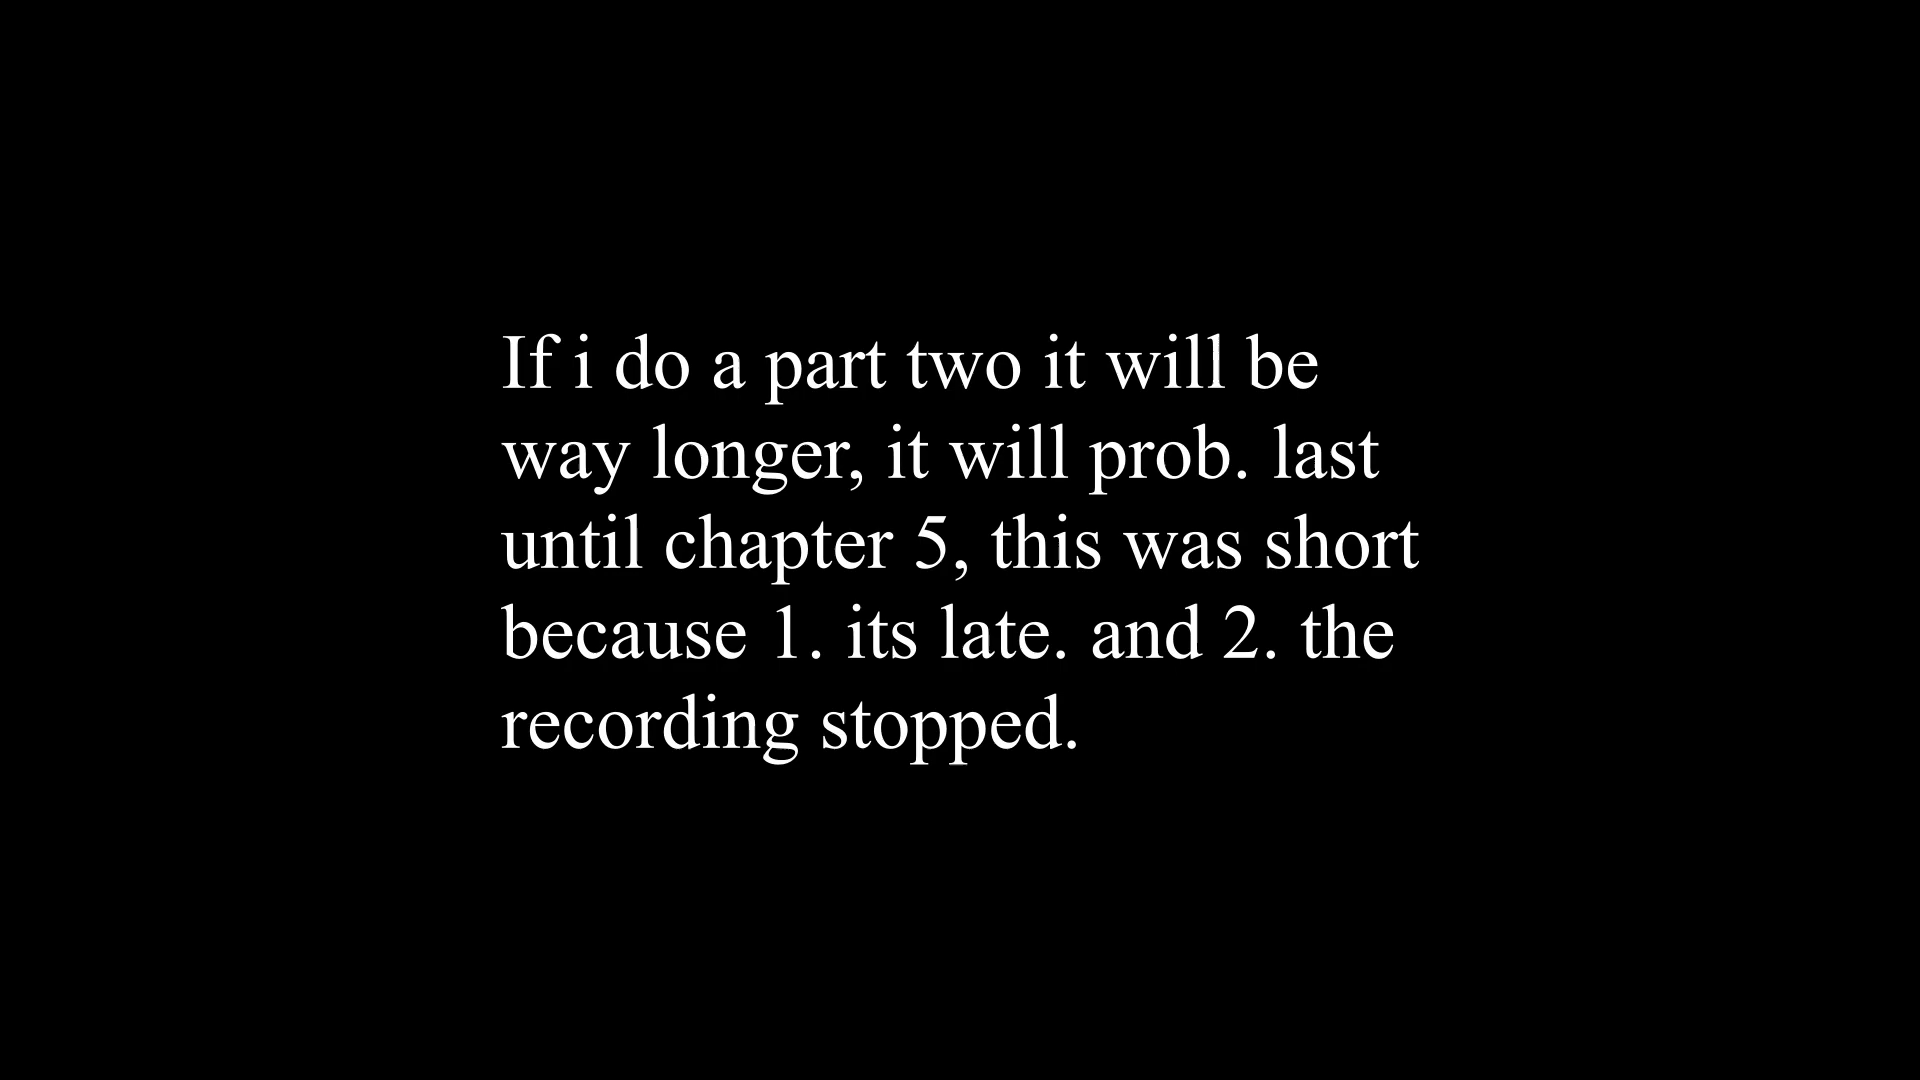 If i do a part two it will be
way longer, it will prob. last
until chapter 5, this was short
because 1. its late. and 2. the
recording stopped.